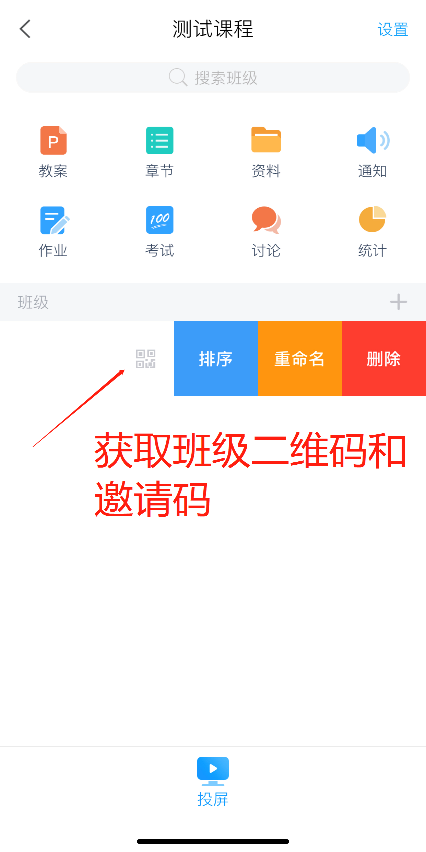 测试课程 设置
搜索班级
教案 章节 资料 通知
作业 考试 讨论 统计
班级
排序 重命名 删除
获取班级二维码和
邀请码
投屏